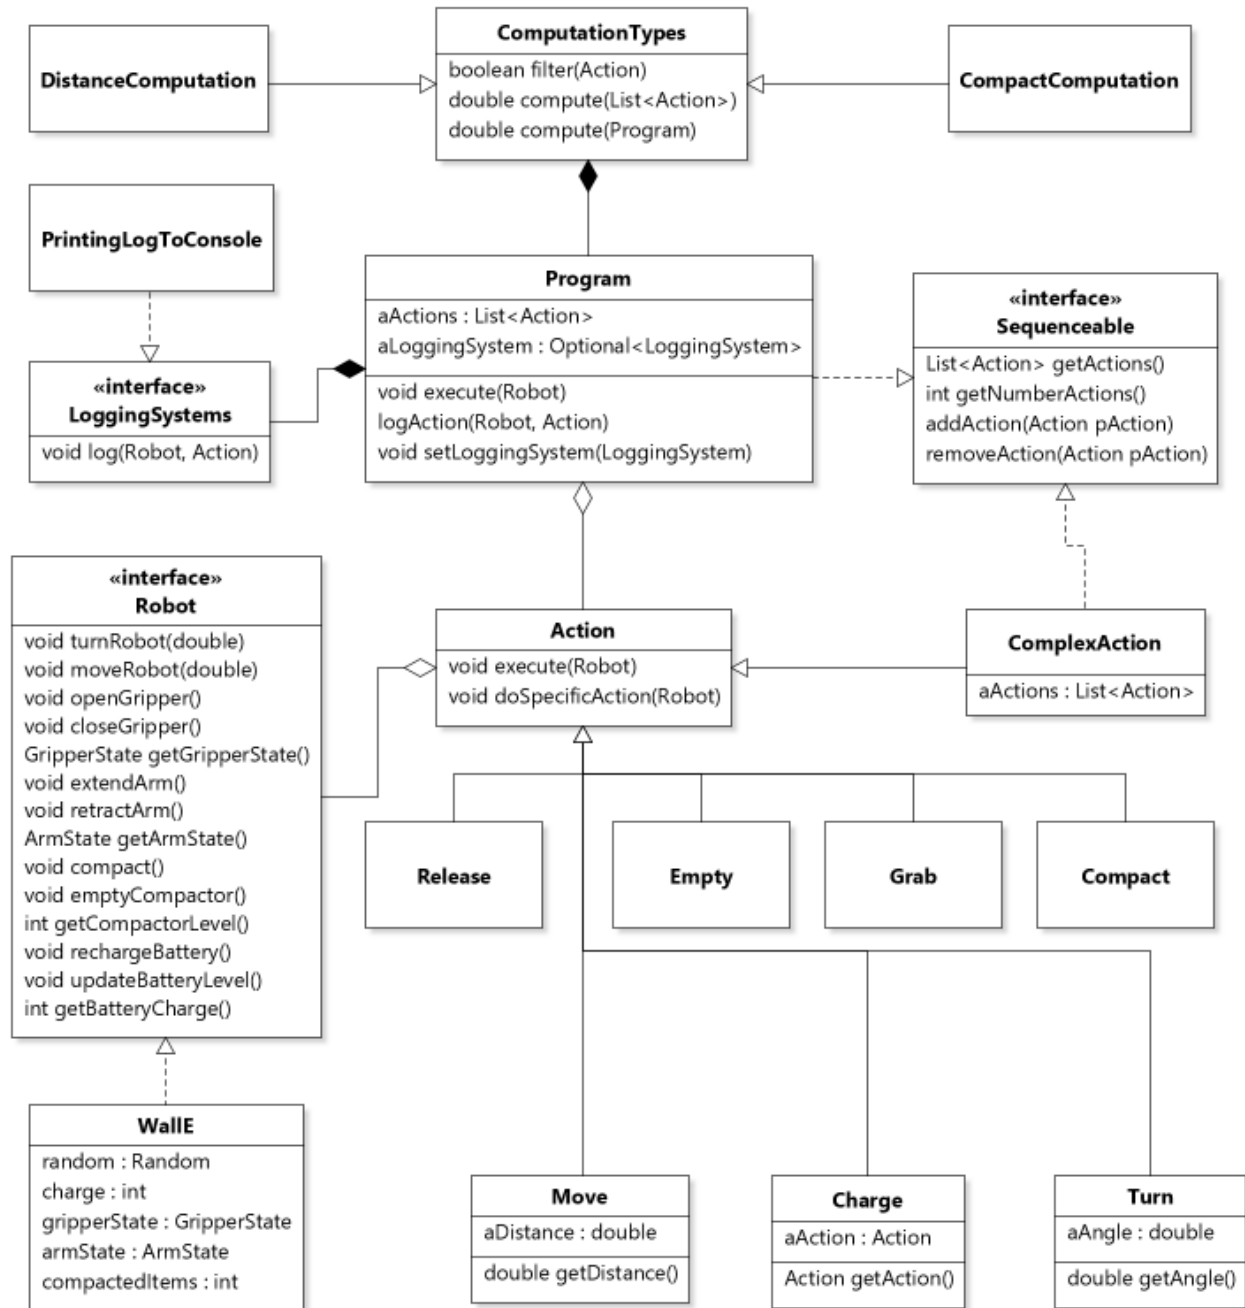 ComputationTypes
boolean filter(Action)
double compute(List<Action>)
double compute(Program)
DistanceComputation
CompactComputation
PrintingLogToConsole
Program
aActions : List<Action>
aLoggingSystem : Optional<LoggingSystem>
void execute(Robot)
logAction(Robot, Action)
void setLoggingSystem(LoggingSystem)
«interface»
Sequenceable
List<Action> getActions()
int getNumberActions()
addAction(Action pAction)
removeAction(Action pAction)
«interface»
LoggingSystems
void log(Robot, Action)
«interface»
Robot
void turnRobot(double)
void moveRobot(double)
void openGripper()
void closeGripper()
GripperState getGripperState()
void extendArm()
void retractArm()
ArmState getArmState()
void compact()
void emptyCompactor()
int getCompactorLevel()
void rechargeBattery()
void updateBatteryLevel()
int getBatteryCharge()
Action
void execute(Robot)
void doSpecificAction(Robot)
ComplexAction
aActions : List<Action>
Release
Empty
Grab
Compact
WallE
random : Random
charge : int
gripperState : GripperState
armState : ArmState
compactedItems : int
Move
aDistance : double
double getDistance()
Charge
aAction : Action
Action getAction()
Turn
aAngle : double
double getAngle()